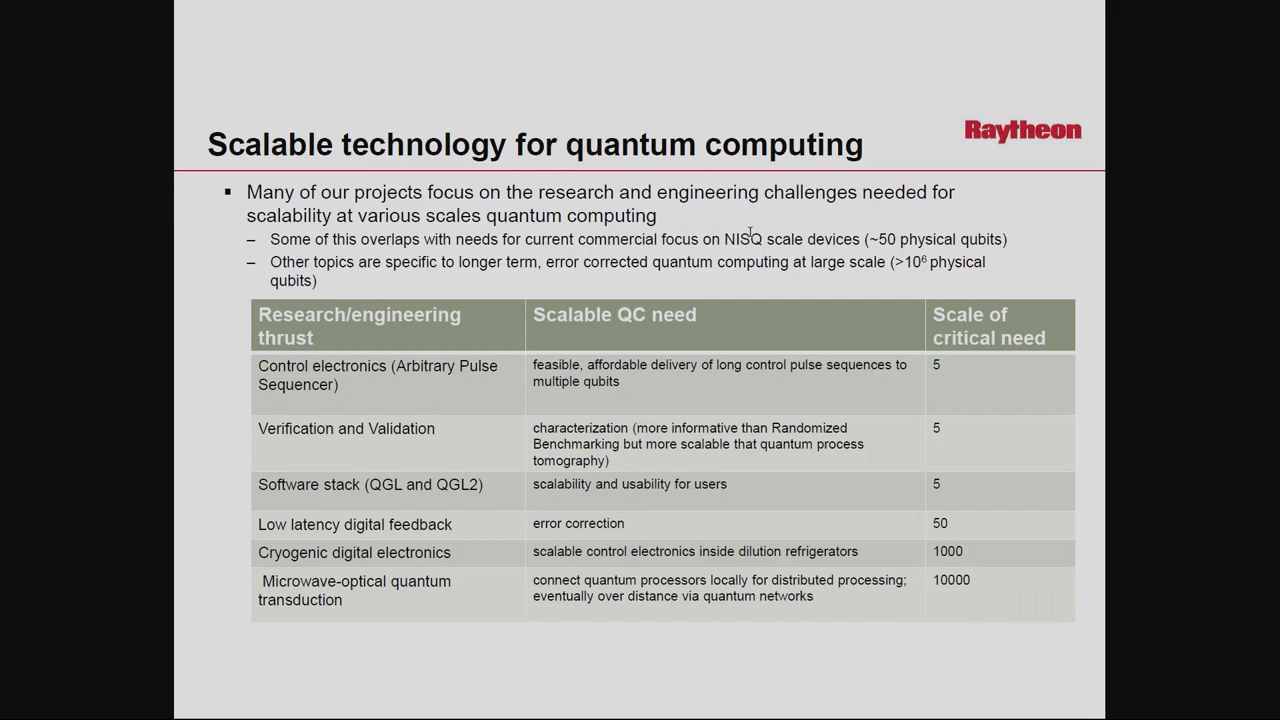 Scalable technology for quantum computing
Raytheon
▪ Many of our projects focus on the research and engineering challenges needed for
scalability at various scales quantum computing
– Some of this overlaps with needs for current commercial focus on NISQ scale devices (~50 physical qubits)
– Other topics are specific to longer term, error corrected quantum computing at large scale (>10⁶ physical
qubits)
Research/engineering
thrust
Scalable QC need
Scale of
critical need
Control electronics (Arbitrary Pulse
Sequencer)
feasible, affordable delivery of long control pulse sequences to
multiple qubits
5
Verification and Validation
characterization (more informative than Randomized
Benchmarking but more scalable that quantum process
tomography)
5
Software stack (QGL and QGL2)
scalability and usability for users
5
Low latency digital feedback
error correction
50
Cryogenic digital electronics
scalable control electronics inside dilution refrigerators
1000
Microwave-optical quantum
transduction
connect quantum processors locally for distributed processing;
eventually over distance via quantum networks
10000